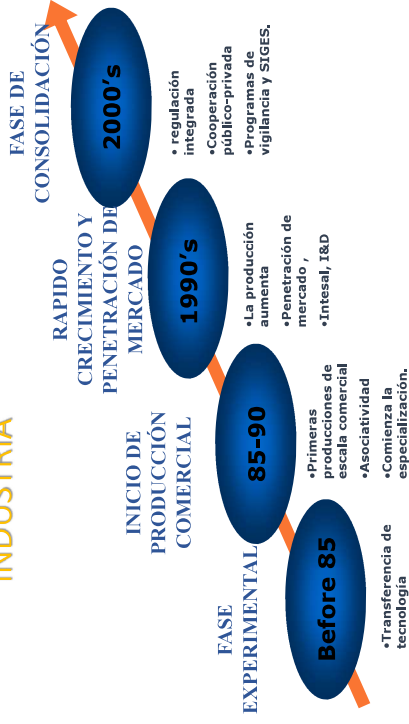 INDUSTRIA
FASE
EXPERIMENTAL
Before 85
•Transferencia de
tecnología
INICIO DE
PRODUCCIÓN
COMERCIAL
85-90
•Primeras
producciones de
escala comercial
•Asociatividad
•Comienza la
especialización.
RAPIDO
CRECIMIENTO Y
PENETRACIÓN DE
MERCADO
1990’s
•La producción
aumenta
•Penetración de
mercado ,
•Intesal, I&D
FASE DE
CONSOLIDACIÓN
2000’s
• regulación
integrada
•Cooperación
público-privada
•Programas de
vigilancia y SIGES.